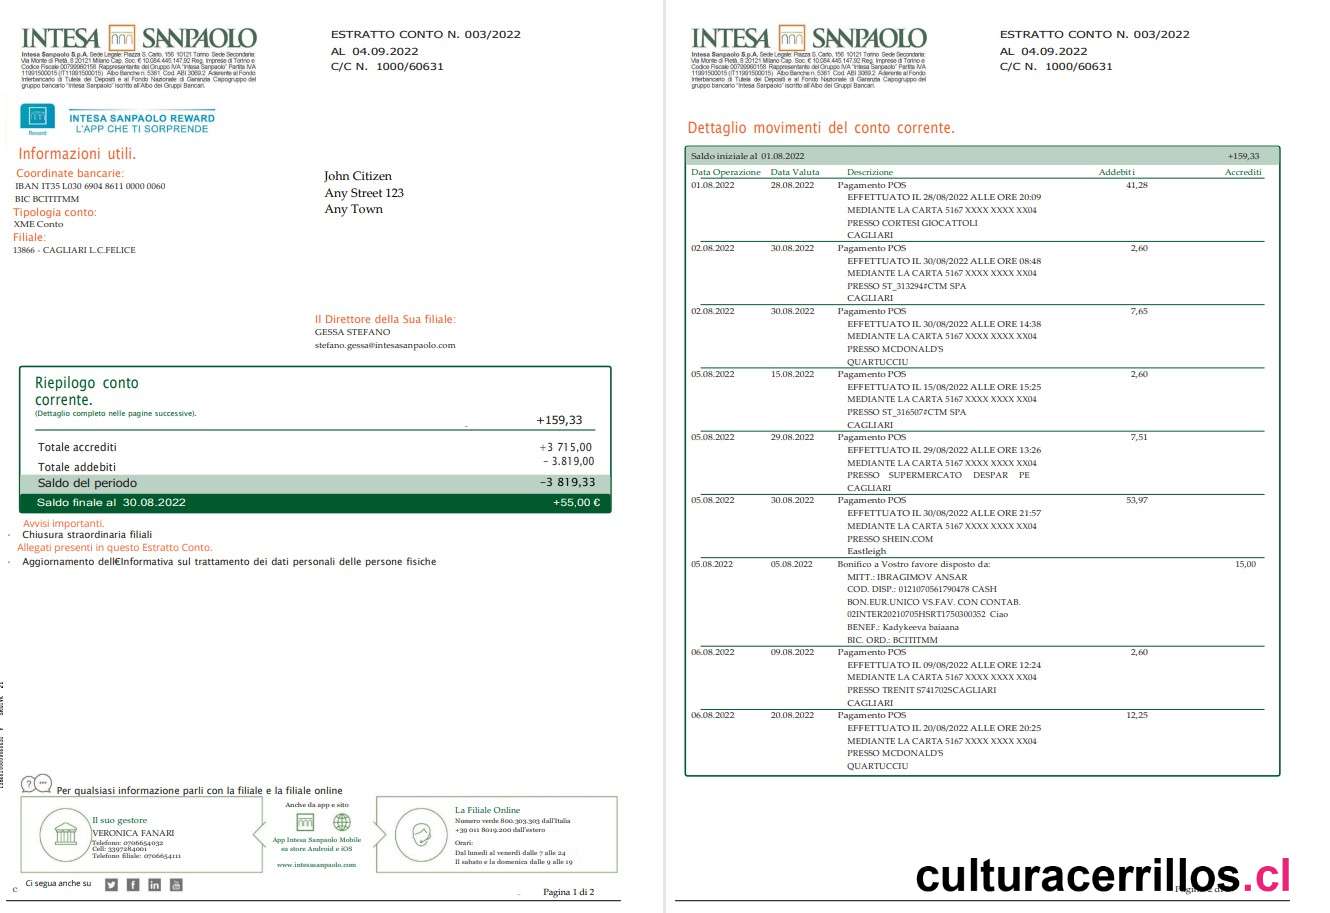 INTESA SANPAOLO
Intesa Sanpaolo S.p.A. Sede Legale: Piazza S. Carlo, 156 10121 Torino Sede Secondaria:
Via Monte di Pietà, 8 20121 Milano Cap. Soc. € 10.084.445.147,92 Reg. Imprese di Torino e
Codice Fiscale 00799960158 Rappresentante del Gruppo IVA "Intesa Sanpaolo" Partita IVA
11991500015 (IT11991500015) Albo Banche n. 5361 Cod. ABI 3069.2 Aderente al Fondo
Interbancario di Tutela dei Depositi e al Fondo Nazionale di Garanzia Capogruppo del
gruppo bancario "Intesa Sanpaolo" iscritto all'Albo dei Gruppi Bancari.
ESTRATTO CONTO N. 003/2022
AL 04.09.2022
C/C N. 1000/60631
Reward
INTESA SANPAOLO REWARD
L'APP CHE TI SORPRENDE
Informazioni utili.
Coordinate bancarie:
IBAN IT35 L030 6904 8611 0000 0060
BIC BCITITMM
Tipologia conto:
XME Conto
Filiale:
13866 - CAGLIARI L.C.FELICE
John Citizen
Any Street 123
Any Town
Il Direttore della Sua filiale:
GESSA STEFANO
stefano.gessa@intesasanpaolo.com
Riepilogo conto
corrente.
(Dettaglio completo nelle pagine successive).
+159,33
Totale accrediti +3 715,00
Totale addebiti – 3.819,00
Saldo del periodo –3 819,33
Saldo finale al 30.08.2022 +55,00 €
Avvisi importanti.
· Chiusura straordinaria filiali
Allegati presenti in questo Estratto Conto.
· Aggiornamento dell€Informativa sul trattamento dei dati personali delle persone fisiche
Per qualsiasi informazione parli con la filiale e la filiale online
Il suo gestore
VERONICA FANARI
Telefono: 0706654032
Cell: 3397284001
Telefono filiale: 0706654111
Anche da app e sito
App Intesa Sanpaolo Mobile
su store Android e iOS
www.intesasanpaolo.com
La Filiale Online
Numero verde 800.303.303 dall'Italia
+39 011 8019.200 dall'estero
Orari:
Dal lunedì al venerdì dalle 7 alle 24
Il sabato e la domenica dalle 9 alle 19
Ci segua anche su
Pagina 1 di 2
INTESA SANPAOLO
Intesa Sanpaolo S.p.A. Sede Legale: Piazza S. Carlo, 156 10121 Torino Sede Secondaria:
Via Monte di Pietà, 8 20121 Milano Cap. Soc. € 10.084.445.147,92 Reg. Imprese di Torino e
Codice Fiscale 00799960158 Rappresentante del Gruppo IVA "Intesa Sanpaolo" Partita IVA
11991500015 (IT11991500015) Albo Banche n. 5361 Cod. ABI 3069.2 Aderente al Fondo
Interbancario di Tutela dei Depositi e al Fondo Nazionale di Garanzia Capogruppo del
gruppo bancario "Intesa Sanpaolo" iscritto all'Albo dei Gruppi Bancari.
ESTRATTO CONTO N. 003/2022
AL 04.09.2022
C/C N. 1000/60631
Dettaglio movimenti del conto corrente.
Saldo iniziale al 01.08.2022 +159,33
Data Operazione Data Valuta Descrizione Addebiti Accrediti
01.08.2022 28.08.2022 Pagamento POS 41,28
EFFETTUATO IL 28/08/2022 ALLE ORE 20:09
MEDIANTE LA CARTA 5167 XXXX XXXX XX04
PRESSO CORTESI GIOCATTOLI
CAGLIARI
02.08.2022 30.08.2022 Pagamento POS 2,60
EFFETTUATO IL 30/08/2022 ALLE ORE 08:48
MEDIANTE LA CARTA 5167 XXXX XXXX XX04
PRESSO ST_313294#CTM SPA
CAGLIARI
02.08.2022 30.08.2022 Pagamento POS 7,65
EFFETTUATO IL 30/08/2022 ALLE ORE 14:38
MEDIANTE LA CARTA 5167 XXXX XXXX XX04
PRESSO MCDONALD'S
QUARTUCCIU
05.08.2022 15.08.2022 Pagamento POS 2,60
EFFETTUATO IL 15/08/2022 ALLE ORE 15:25
MEDIANTE LA CARTA 5167 XXXX XXXX XX04
PRESSO ST_316507#CTM SPA
CAGLIARI
05.08.2022 29.08.2022 Pagamento POS 7,51
EFFETTUATO IL 29/08/2022 ALLE ORE 13:26
MEDIANTE LA CARTA 5167 XXXX XXXX XX04
PRESSO SUPERMERCATO DESPAR PE
CAGLIARI
05.08.2022 30.08.2022 Pagamento POS 53,97
EFFETTUATO IL 30/08/2022 ALLE ORE 21:57
MEDIANTE LA CARTA 5167 XXXX XXXX XX04
PRESSO SHEIN.COM
Eastleigh
05.08.2022 05.08.2022 Bonifico a Vostro favore disposto da: 15,00
MITT.: IBRAGIMOV ANSAR
COD. DISP.: 0121070561790478 CASH
BON.EUR.UNICO VS.FAV. CON CONTAB.
02INTER20210705HSRT1750300352 Ciao
BENEF.: Kadykeeva baiaana
BIC. ORD.: BCITITMM
06.08.2022 09.08.2022 Pagamento POS 2,60
EFFETTUATO IL 09/08/2022 ALLE ORE 12:24
MEDIANTE LA CARTA 5167 XXXX XXXX XX04
PRESSO TRENIT S741702SCAGLIARI
CAGLIARI
06.08.2022 20.08.2022 Pagamento POS 12,25
EFFETTUATO IL 20/08/2022 ALLE ORE 20:25
MEDIANTE LA CARTA 5167 XXXX XXXX XX04
PRESSO MCDONALD'S
QUARTUCCIU
culturacerrillos.cl